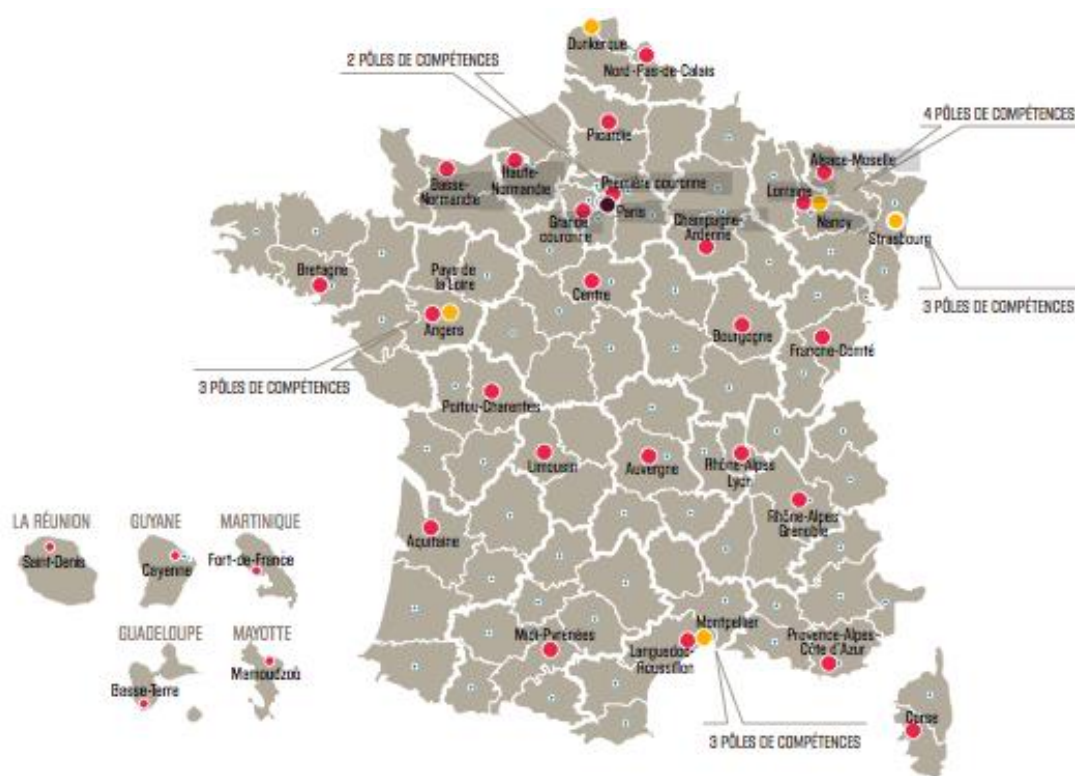 Dunkerque
2 PÔLES DE COMPÉTENCES
Nord-Pas-de-Calais
4 PÔLES DE COMPÉTENCES
Picardie
Alsace-Moselle
Basse-
Normandie
Haute-
Normandie
Première couronne
Lorraine
Paris
Grande
couronne
Champagne-
Ardenne
Nancy
Strasbourg
Bretagne
Pays de
la Loire
Centre
3 PÔLES DE COMPÉTENCES
Angers
Bourgogne
Franche-Comté
3 PÔLES DE COMPÉTENCES
Poitou-Charentes
Limousin
Auvergne
Rhône-Alpes
Lyon
Rhône-Alpes
Grenoble
LA RÉUNION
GUYANE
MARTINIQUE
Aquitaine
Saint-Denis
Cayenne
Fort-de-France
GUADELOUPE
MAYOTTE
Midi-Pyrénées
Montpellier
Languedoc-
Roussillon
Provence-Alpes-
Côte d'Azur
Basse-Terre
Mamoudzou
Corse
3 PÔLES DE COMPÉTENCES